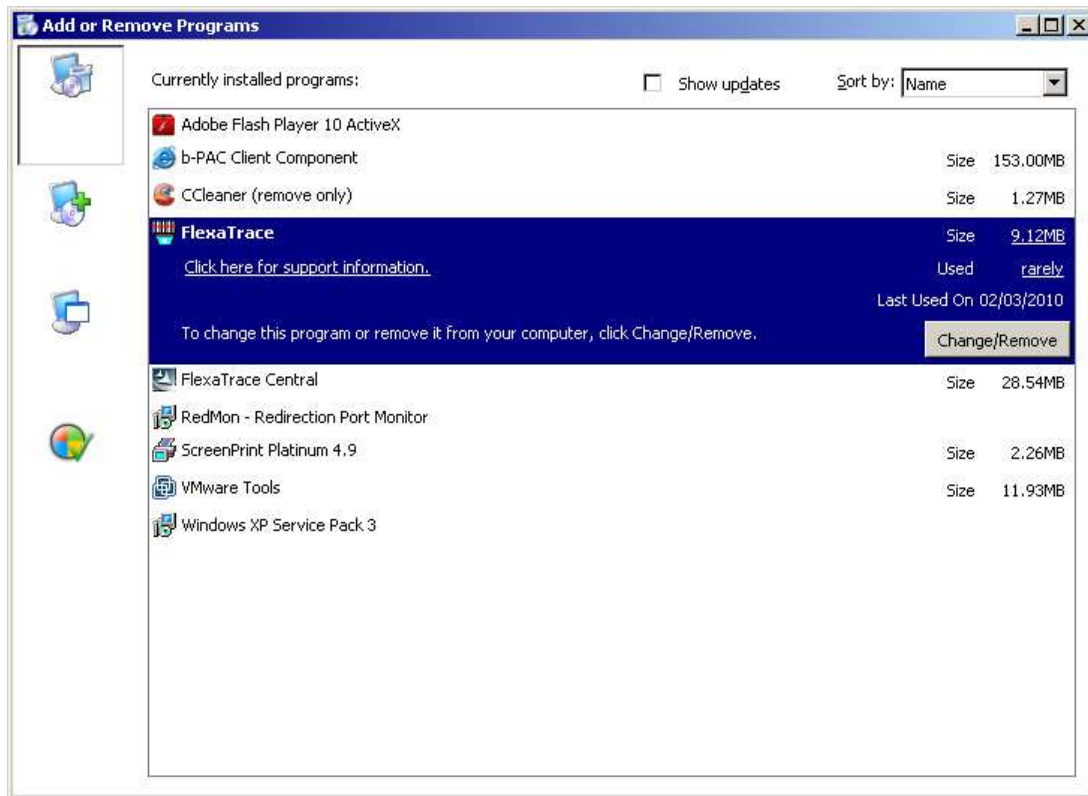 Add or Remove Programs
Currently installed programs:
Show updates
Sort by: Name
Adobe Flash Player 10 ActiveX
b-PAC Client Component Size 153.00MB
CCleaner (remove only) Size 1.27MB
FlexaTrace Size 9.12MB
Click here for support information. Used rarely
Last Used On 02/03/2010
To change this program or remove it from your computer, click Change/Remove. Change/Remove
FlexaTrace Central Size 28.54MB
RedMon - Redirection Port Monitor
ScreenPrint Platinum 4.9 Size 2.26MB
VMware Tools Size 11.93MB
Windows XP Service Pack 3